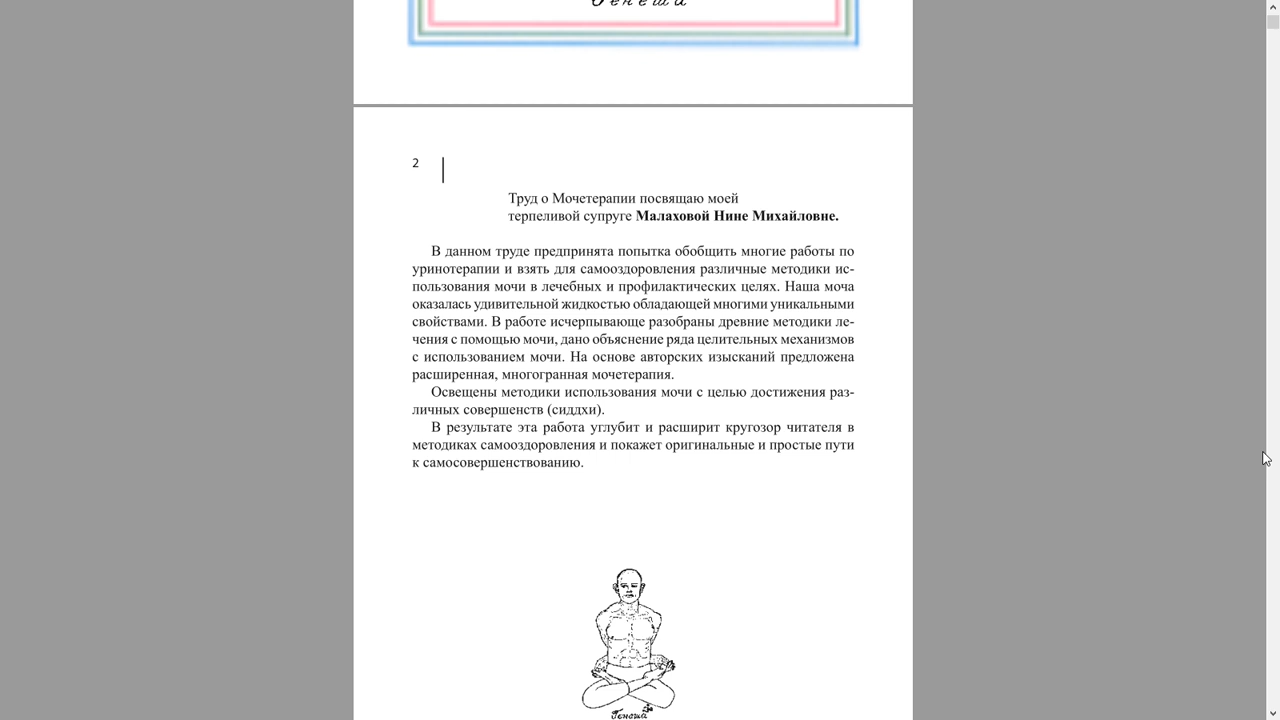 Генеша
2
Труд о Мочетерапии посвящаю моей
терпеливой супруге Малаховой Нине Михайловне.
В данном труде предпринята попытка обобщить многие работы по
уринотерапии и взять для самооздоровления различные методики ис-
пользования мочи в лечебных и профилактических целях. Наша моча
оказалась удивительной жидкостью обладающей многими уникальными
свойствами. В работе исчерпывающе разобраны древние методики ле-
чения с помощью мочи, дано объяснение ряда целительных механизмов
с использованием мочи. На основе авторских изысканий предложена
расширенная, многогранная мочетерапия.
Освещены методики использования мочи с целью достижения раз-
личных совершенств (сиддхи).
В результате эта работа углубит и расширит кругозор читателя в
методиках самооздоровления и покажет оригинальные и простые пути
к самосовершенствованию.
Генеша